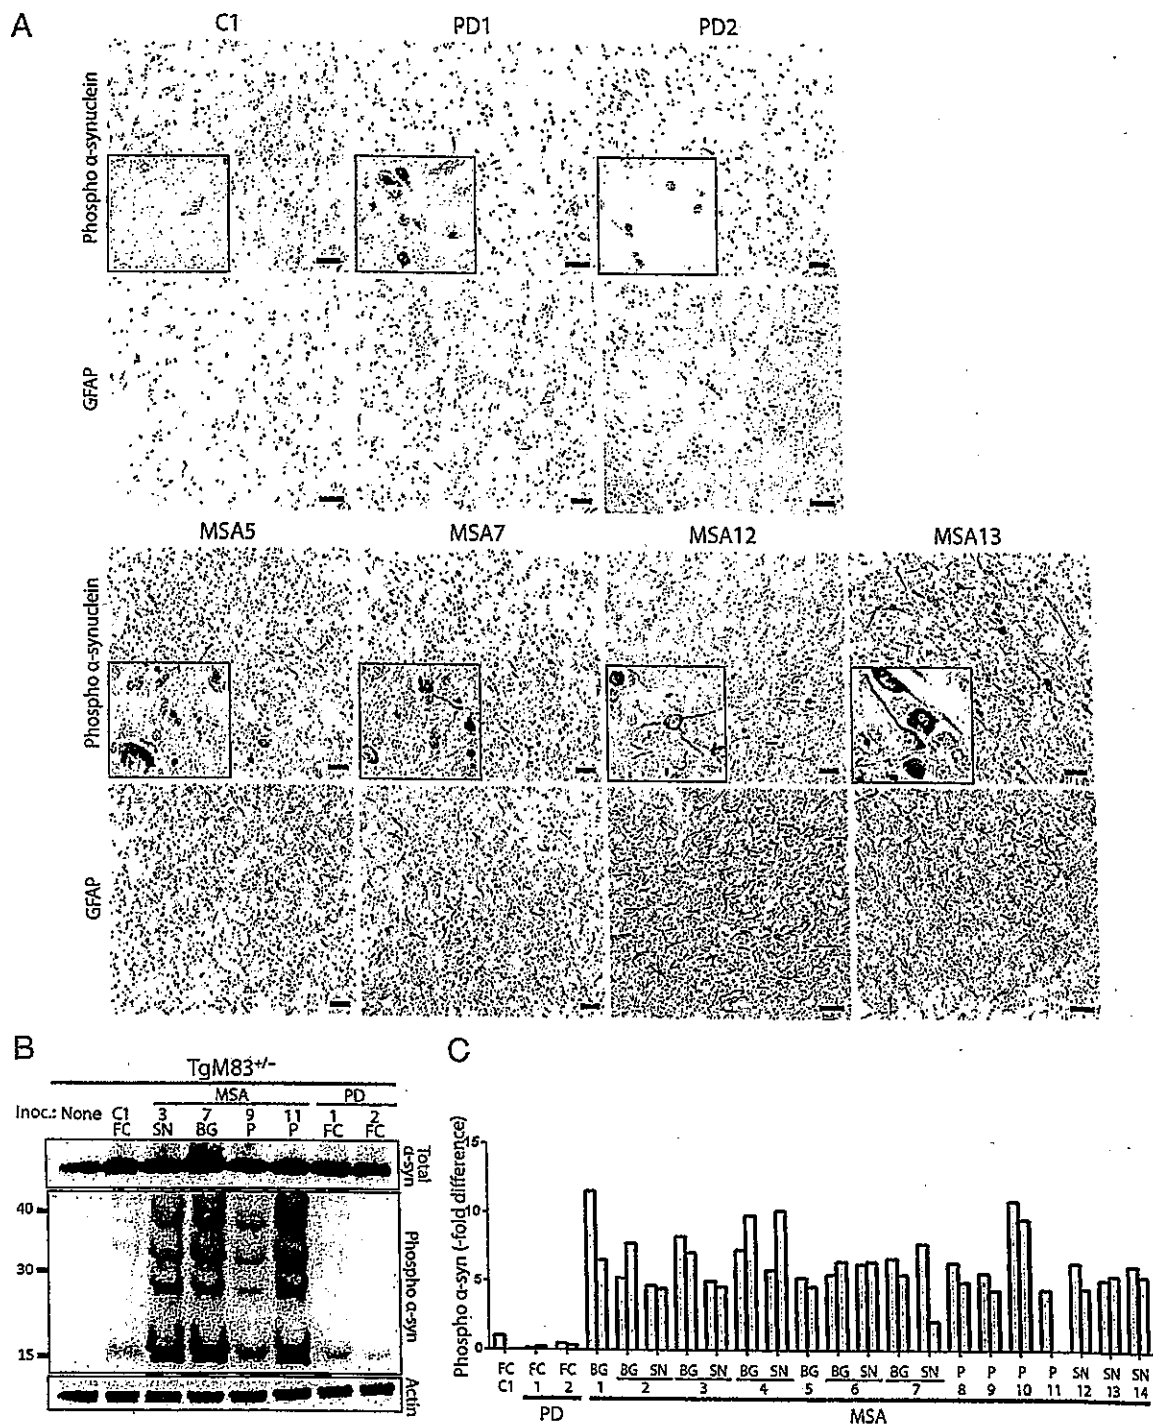 A
C1 PD1 PD2
Phospho α-synuclein
GFAP
MSA5 MSA7 MSA12 MSA13
Phospho α-synuclein
GFAP
B
TgM83+/-
MSA PD
Inoc.: None C1 3 7 9 11 1 2
FC SN BG P P FC FC
Total α-syn
40
30
15
Phospho α-syn
Actin
C
Phospho α-syn (-fold difference)
15
10
5
0
FC FC FC BG BG SN BG SN BG SN BG BG SN BG SN P P P P SN SN SN
C1 1 2 1 2 3 4 5 6 7 8 9 10 11 12 13 14
PD MSA